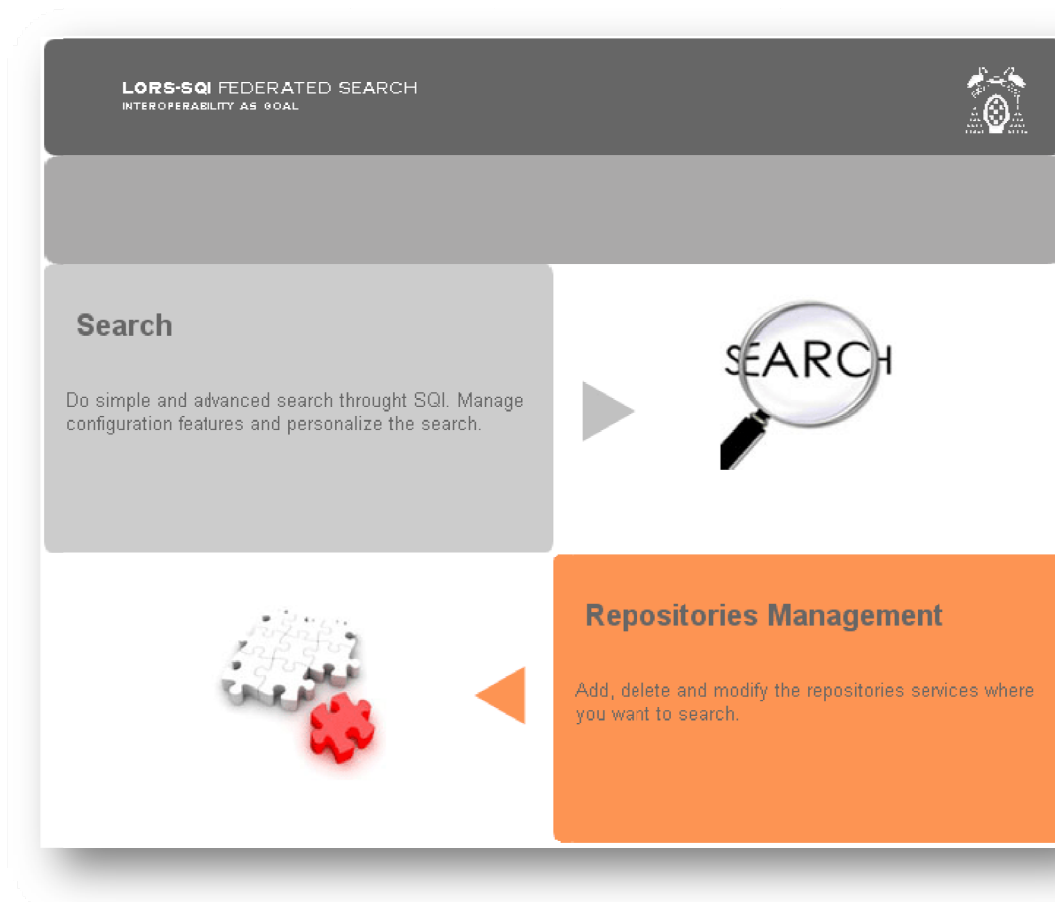 LORS-SQI FEDERATED SEARCH
INTEROPERABILITY AS GOAL
Search
Do simple and advanced search throught SQI. Manage
configuration features and personalize the search.
SEARCH
Repositories Management
Add, delete and modify the repositories services where
you want to search.